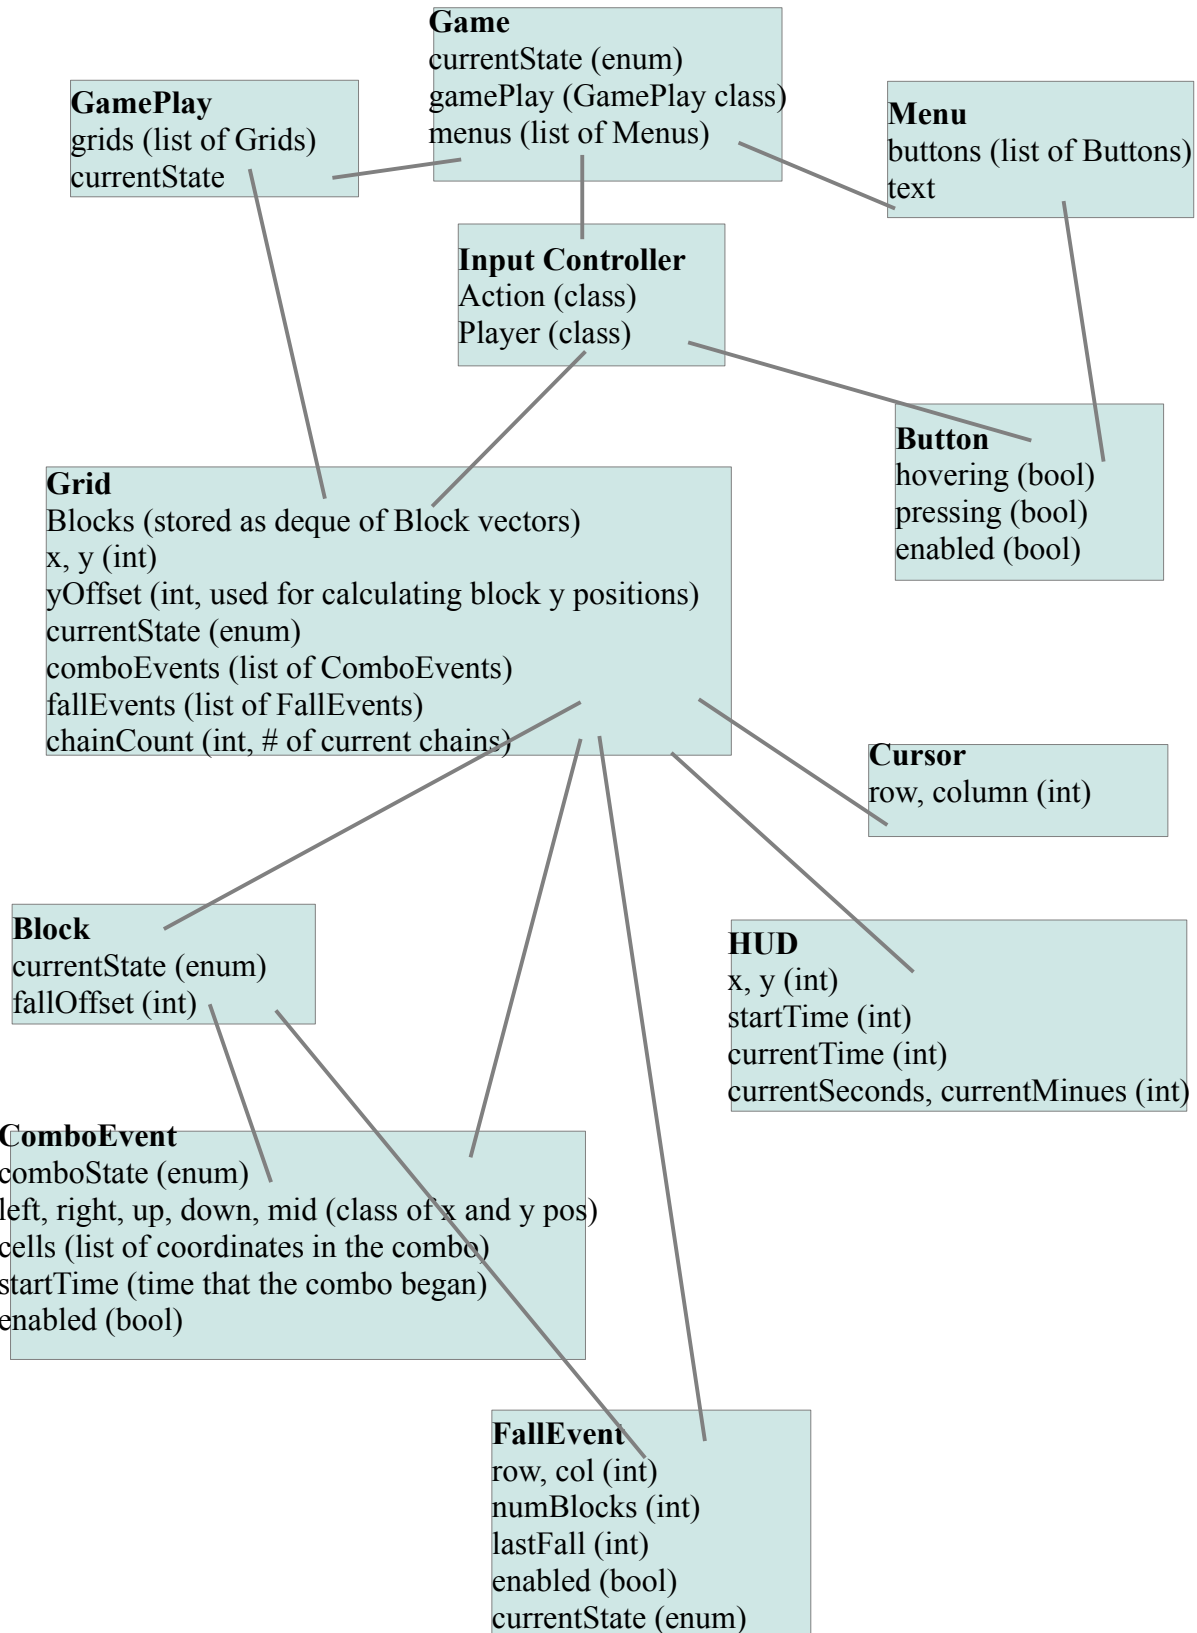 Game
currentState (enum)
gamePlay (GamePlay class)
menus (list of Menus)
GamePlay
grids (list of Grids)
currentState
Menu
buttons (list of Buttons)
text
Input Controller
Action (class)
Player (class)
Button
hovering (bool)
pressing (bool)
enabled (bool)
Grid
Blocks (stored as deque of Block vectors)
x, y (int)
yOffset (int, used for calculating block y positions)
currentState (enum)
comboEvents (list of ComboEvents)
fallEvents (list of FallEvents)
chainCount (int, # of current chains)
Cursor
row, column (int)
Block
currentState (enum)
fallOffset (int)
HUD
x, y (int)
startTime (int)
currentTime (int)
currentSeconds, currentMinues (int)
ComboEvent
comboState (enum)
left, right, up, down, mid (class of x and y pos)
cells (list of coordinates in the combo)
startTime (time that the combo began)
enabled (bool)
FallEvent
row, col (int)
numBlocks (int)
lastFall (int)
enabled (bool)
currentState (enum)